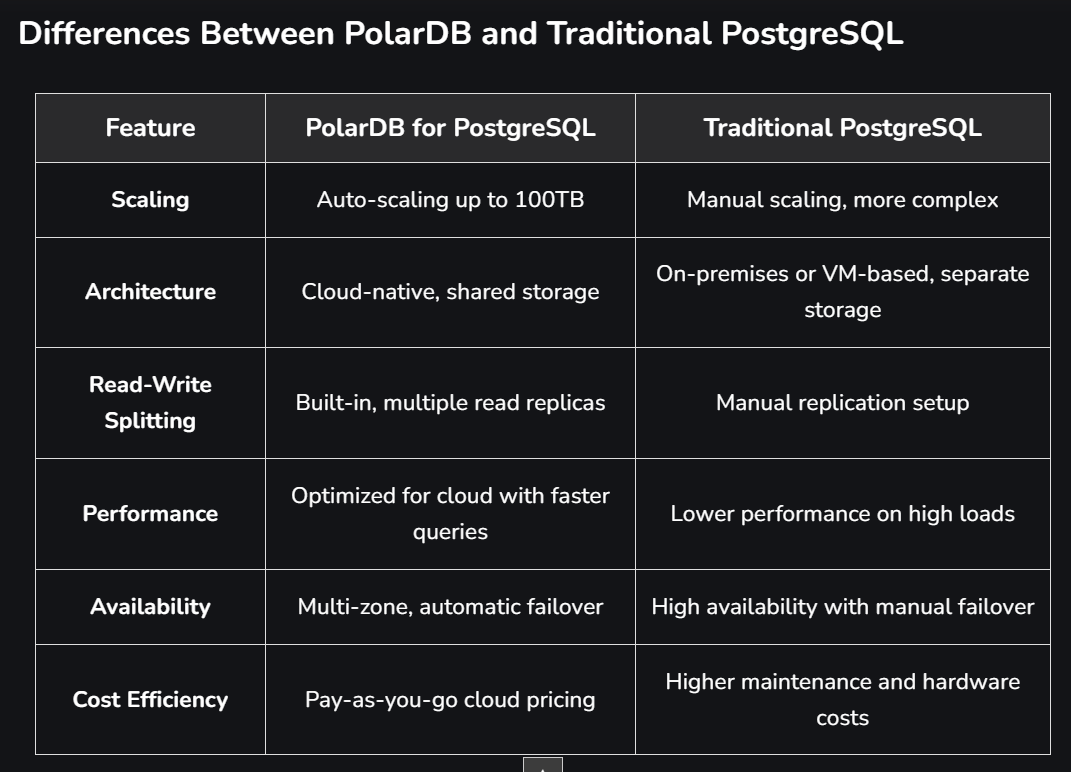 Differences Between PolarDB and Traditional PostgreSQL
Feature PolarDB for PostgreSQL Traditional PostgreSQL
Scaling Auto-scaling up to 100TB Manual scaling, more complex
Architecture Cloud-native, shared storage On-premises or VM-based, separate
storage
Read-Write
Splitting Built-in, multiple read replicas Manual replication setup
Performance Optimized for cloud with faster
queries Lower performance on high loads
Availability Multi-zone, automatic failover High availability with manual failover
Cost Efficiency Pay-as-you-go cloud pricing Higher maintenance and hardware
costs